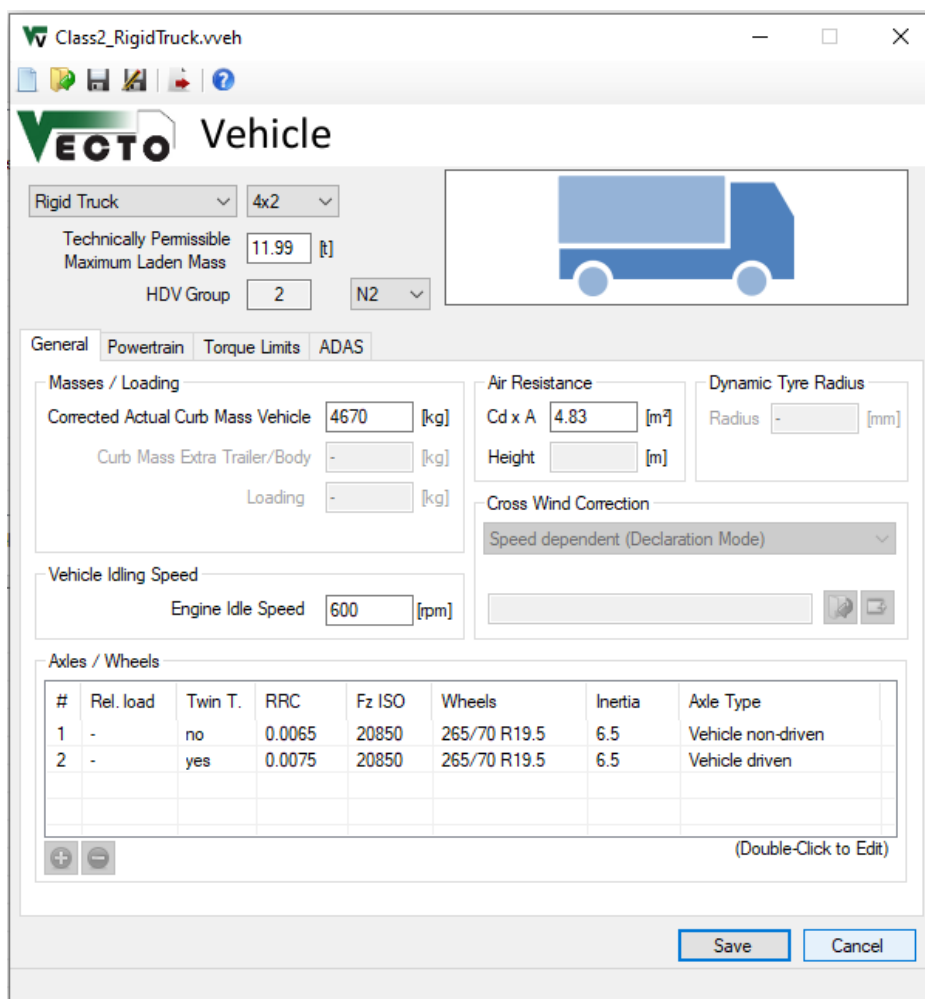 Class2_RigidTruck.vveh
VECTO Vehicle
Rigid Truck 4x2
Technically Permissible
Maximum Laden Mass 11.99 [t]
HDV Group 2 N2
General Powertrain Torque Limits ADAS
Masses / Loading
Corrected Actual Curb Mass Vehicle 4670 [kg]
Curb Mass Extra Trailer/Body - [kg]
Loading - [kg]
Air Resistance
Cd x A 4.83 [m²]
Height [m]
Dynamic Tyre Radius
Radius - [mm]
Cross Wind Correction
Speed dependent (Declaration Mode)
Vehicle Idling Speed
Engine Idle Speed 600 [rpm]
Axles / Wheels
# Rel. load Twin T. RRC Fz ISO Wheels Inertia Axle Type
1 - no 0.0065 20850 265/70 R19.5 6.5 Vehicle non-driven
2 - yes 0.0075 20850 265/70 R19.5 6.5 Vehicle driven
(Double-Click to Edit)
Save Cancel